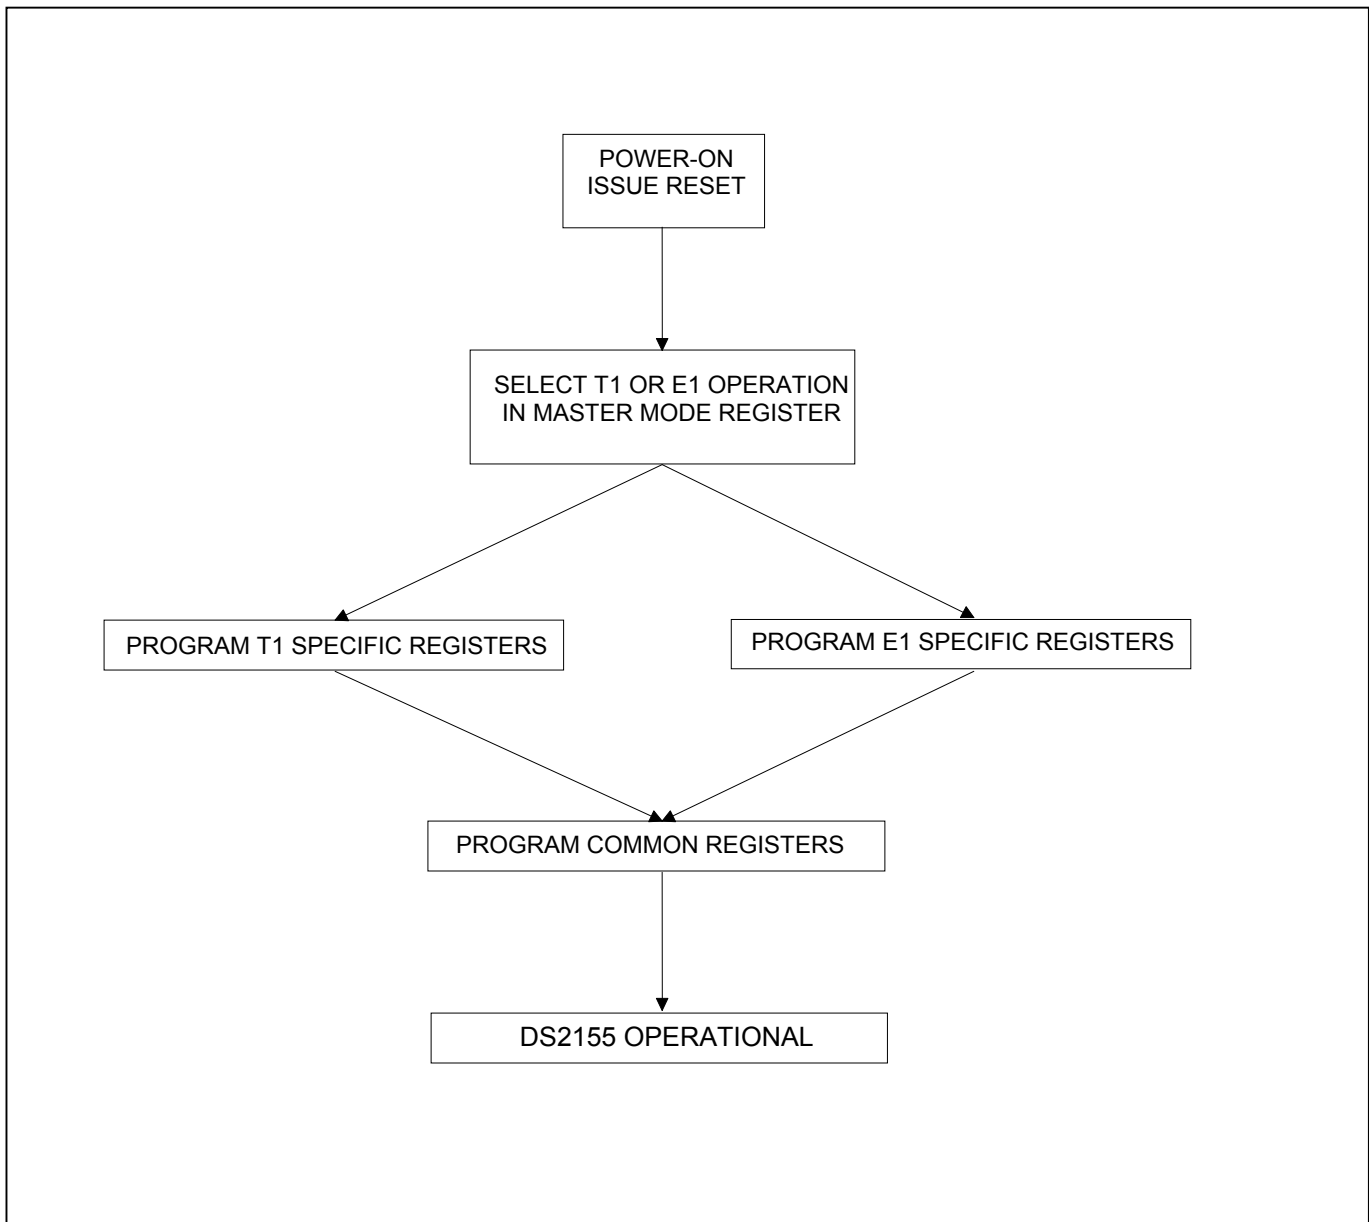 POWER-ON
ISSUE RESET
SELECT T1 OR E1 OPERATION
IN MASTER MODE REGISTER
PROGRAM T1 SPECIFIC REGISTERS
PROGRAM E1 SPECIFIC REGISTERS
PROGRAM COMMON REGISTERS
DS2155 OPERATIONAL